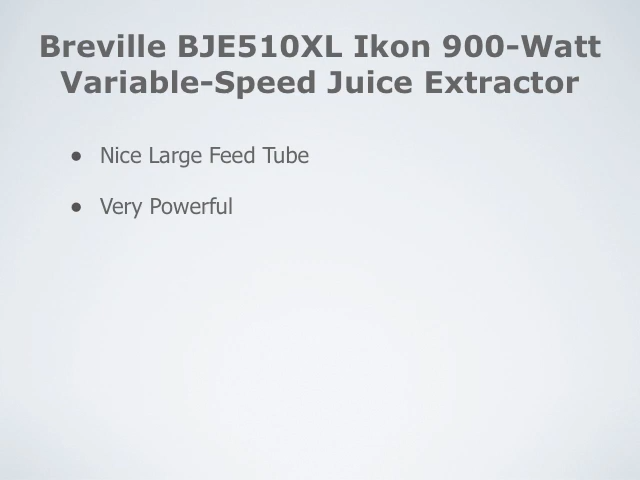 Breville BJE510XL Ikon 900-Watt
Variable-Speed Juice Extractor
• Nice Large Feed Tube
• Very Powerful